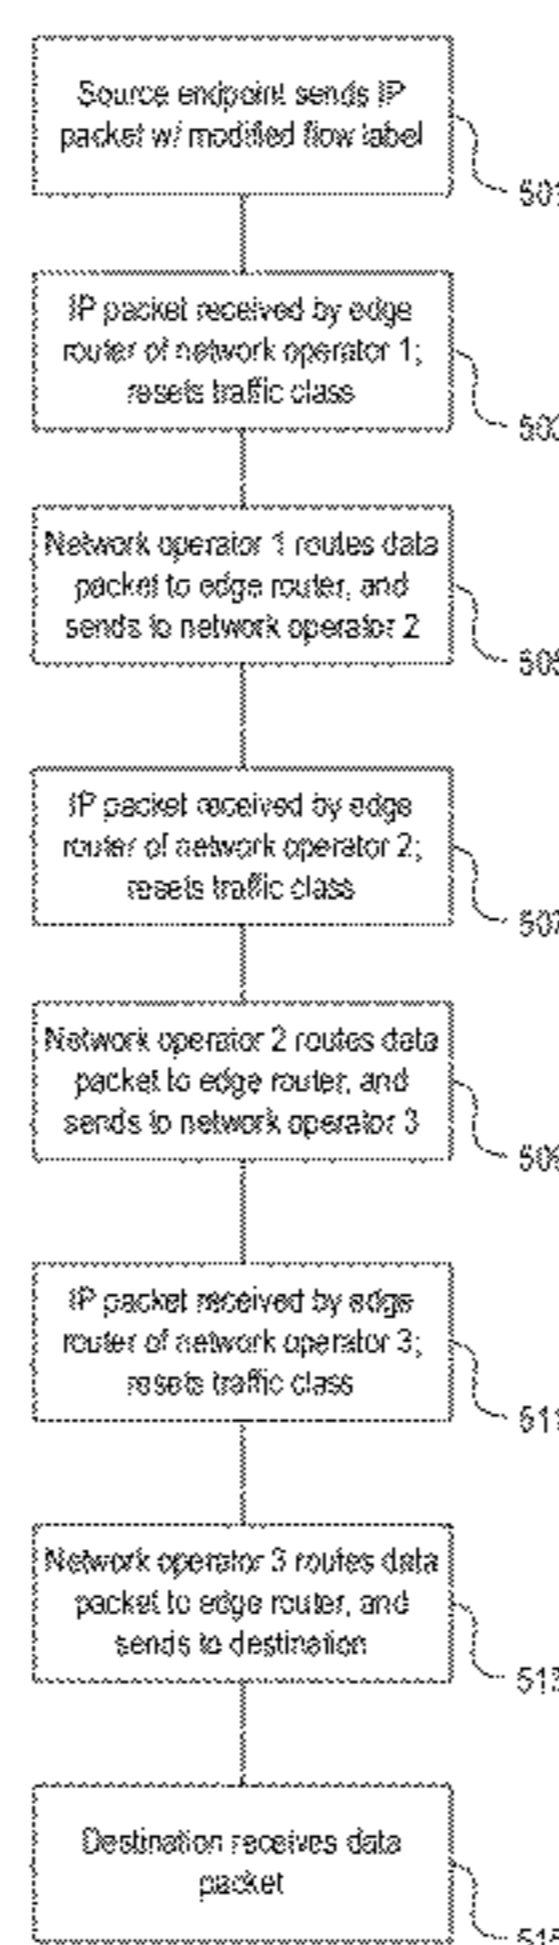 Source endpoint sends IP
packet w/ modified flow label
501
IP packet received by edge
router of network operator 1;
resets traffic class
503
Network operator 1 routes data
packet to edge router, and
sends to network operator 2
505
IP packet received by edge
router of network operator 2;
resets traffic class
507
Network operator 2 routes data
packet to edge router, and
sends to network operator 3
509
IP packet received by edge
router of network operator 3;
resets traffic class
511
Network operator 3 routes data
packet to edge router, and
sends to destination
513
Destination receives data
packet
515